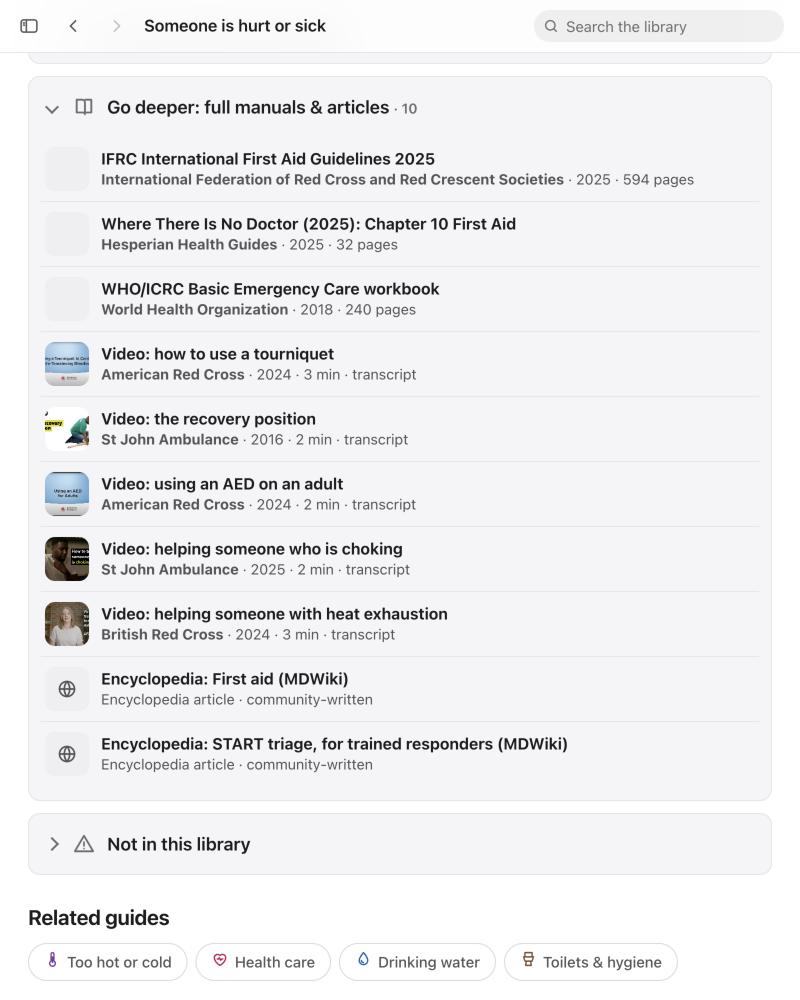 Someone is hurt or sick
Search the library
Go deeper: full manuals & articles · 10
IFRC International First Aid Guidelines 2025
International Federation of Red Cross and Red Crescent Societies · 2025 · 594 pages
Where There Is No Doctor (2025): Chapter 10 First Aid
Hesperian Health Guides · 2025 · 32 pages
WHO/ICRC Basic Emergency Care workbook
World Health Organization · 2018 · 240 pages
Video: how to use a tourniquet
American Red Cross · 2024 · 3 min · transcript
Video: the recovery position
St John Ambulance · 2016 · 2 min · transcript
Using an AED
for Adults
Video: using an AED on an adult
American Red Cross · 2024 · 2 min · transcript
Video: helping someone who is choking
St John Ambulance · 2025 · 2 min · transcript
Video: helping someone with heat exhaustion
British Red Cross · 2024 · 3 min · transcript
Encyclopedia: First aid (MDWiki)
Encyclopedia article · community-written
Encyclopedia: START triage, for trained responders (MDWiki)
Encyclopedia article · community-written
Not in this library
Related guides
Too hot or cold
Health care
Drinking water
Toilets & hygiene